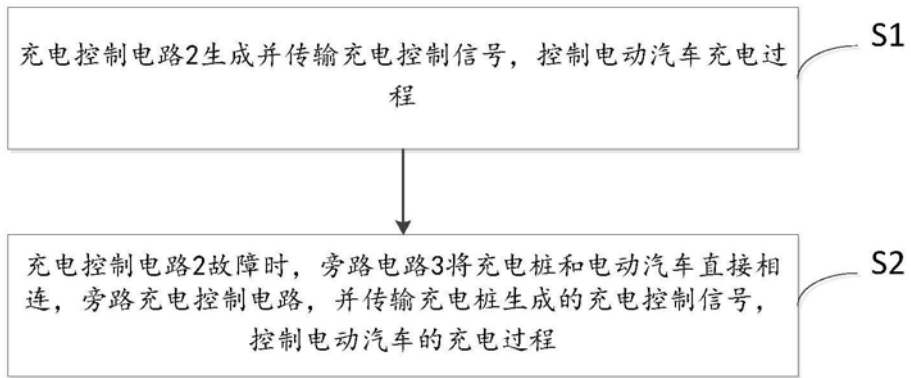 充电控制电路2生成并传输充电控制信号，控制电动汽车充电过
程
S1
充电控制电路2故障时，旁路电路3将充电桩和电动汽车直接相
连，旁路充电控制电路，并传输充电桩生成的充电控制信号，
控制电动汽车的充电过程
S2